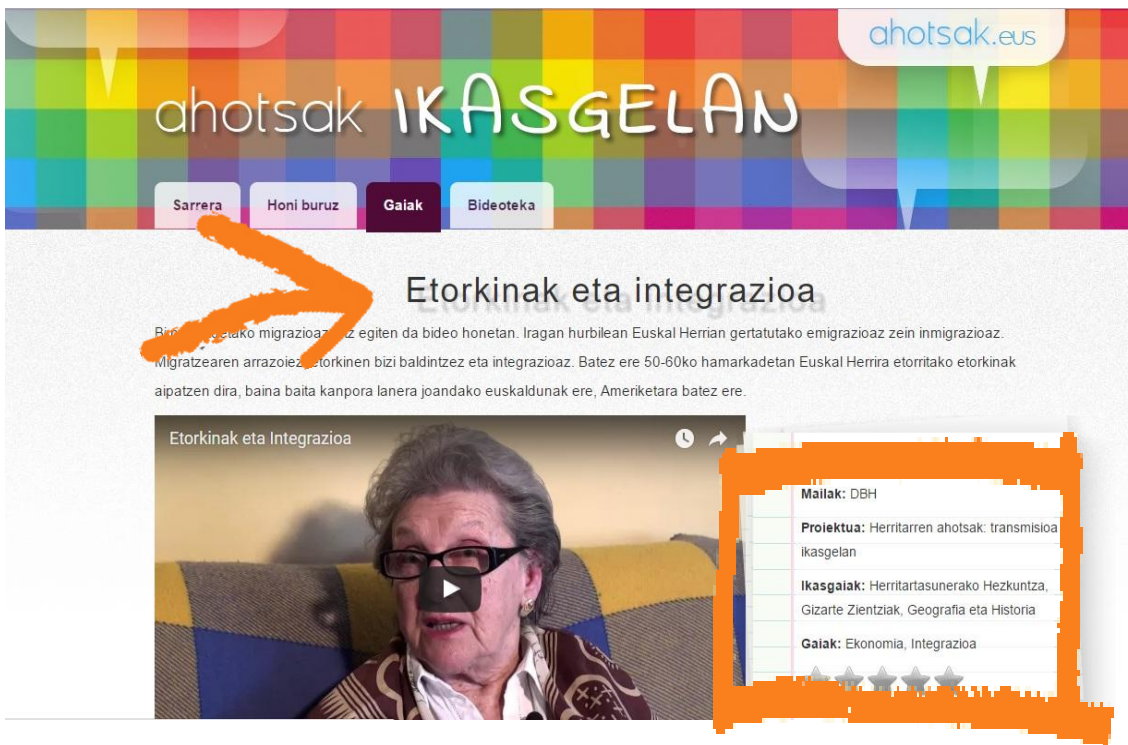 ahotsak.eus
ahotsak IKASGELAN
Sarrera
Honi buruz
Gaiak
Bideoteka
Etorkinak eta integrazioa
egiten da bideo honetan. Iragan hurbilean Euskal Herrian gertatutako emigrazioaz zein inmigrazioaz.
Migratzearen etorkinen bizi baldintzez eta integrazioaz. Batez ere 50-60ko hamarkadetan Euskal Herrira etorritako etorkinak
aipatzen dira, baina baita kanpora lanera joandako euskaldunak ere, Ameriketara batez ere.
Etorkinak eta Integrazioa
Mailak: DBH
Proiektua: Herritarren ahotsak: transmisioa
ikasgelan
Ikasgaiak: Herritartasunerako Hezkuntza,
Gizarte Zientziak, Geografia eta Historia
Gaiak: Ekonomia, Integrazioa